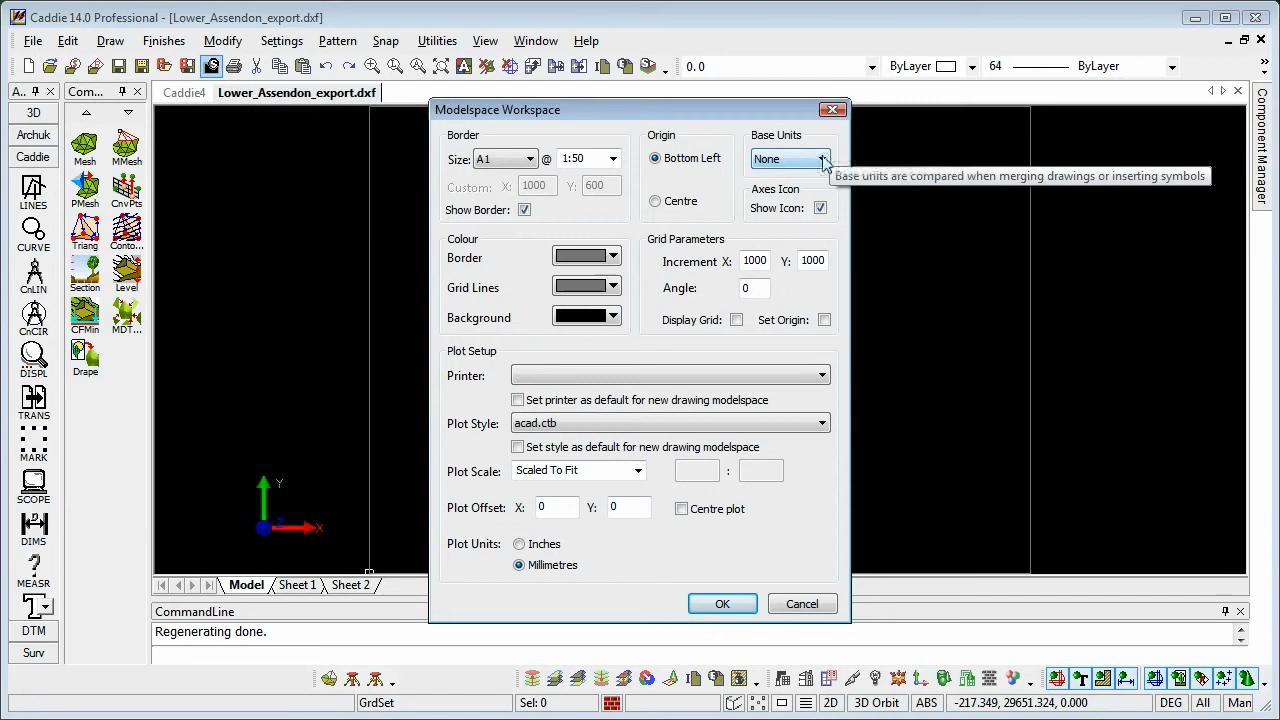 Caddie 14.0 Professional - [Lower_Assendon_export.dxf]
File Edit Draw Finishes Modify Settings Pattern Snap Utilities View Window Help
0. 0 ByLayer 64 ByLayer
A.. Com... Caddie4 Lower_Assendon_export.dxf
3D
Archuk
Caddie
LINES
CURVE
CnLIN
CnCIR
DISPL
TRANS
MARK
SCOPE
DIMS
MEASR
DTM
Surv
Mesh MMesh
PMesh CnvPts
Triang Conto...
Section Level
CFMin MDT...
Drape
Modelspace Workspace
Border
Size: A1 @ 1:50
Custom: X: 1000 Y: 600
Show Border:
Origin
Bottom Left
Centre
Base Units
None
Base units are compared when merging drawings or inserting symbols
Axes Icon
Show Icon:
Colour
Border
Grid Lines
Background
Grid Parameters
Increment X: 1000 Y: 1000
Angle: 0
Display Grid: Set Origin:
Plot Setup
Printer:
Set printer as default for new drawing modelspace
Plot Style: acad.ctb
Set style as default for new drawing modelspace
Plot Scale: Scaled To Fit :
Plot Offset: X: 0 Y: 0 Centre plot
Plot Units: Inches
Millimetres
OK Cancel
Component Manager
Y
Z X
Model Sheet 1 Sheet 2
CommandLine
Regenerating done.
GrdSet Sel: 0 2D 3D Orbit ABS -217.349, 29651.524, 0.000 DEG All Man